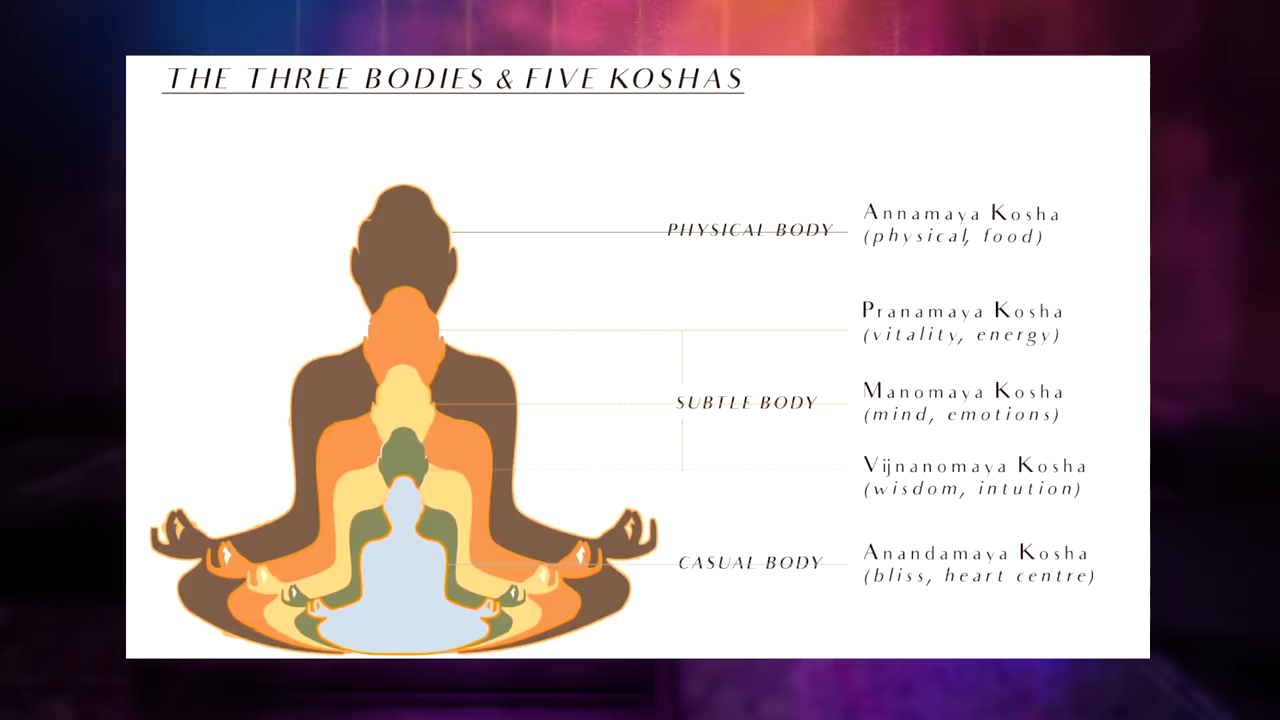 THE THREE BODIES & FIVE KOSHAS
PHYSICAL BODY
Annamaya Kosha
(physical, food)
Pranamaya Kosha
(vitality, energy)
SUBTLE BODY
Manomaya Kosha
(mind, emotions)
Vijnanomaya Kosha
(wisdom, intution)
CASUAL BODY
Anandamaya Kosha
(bliss, heart centre)